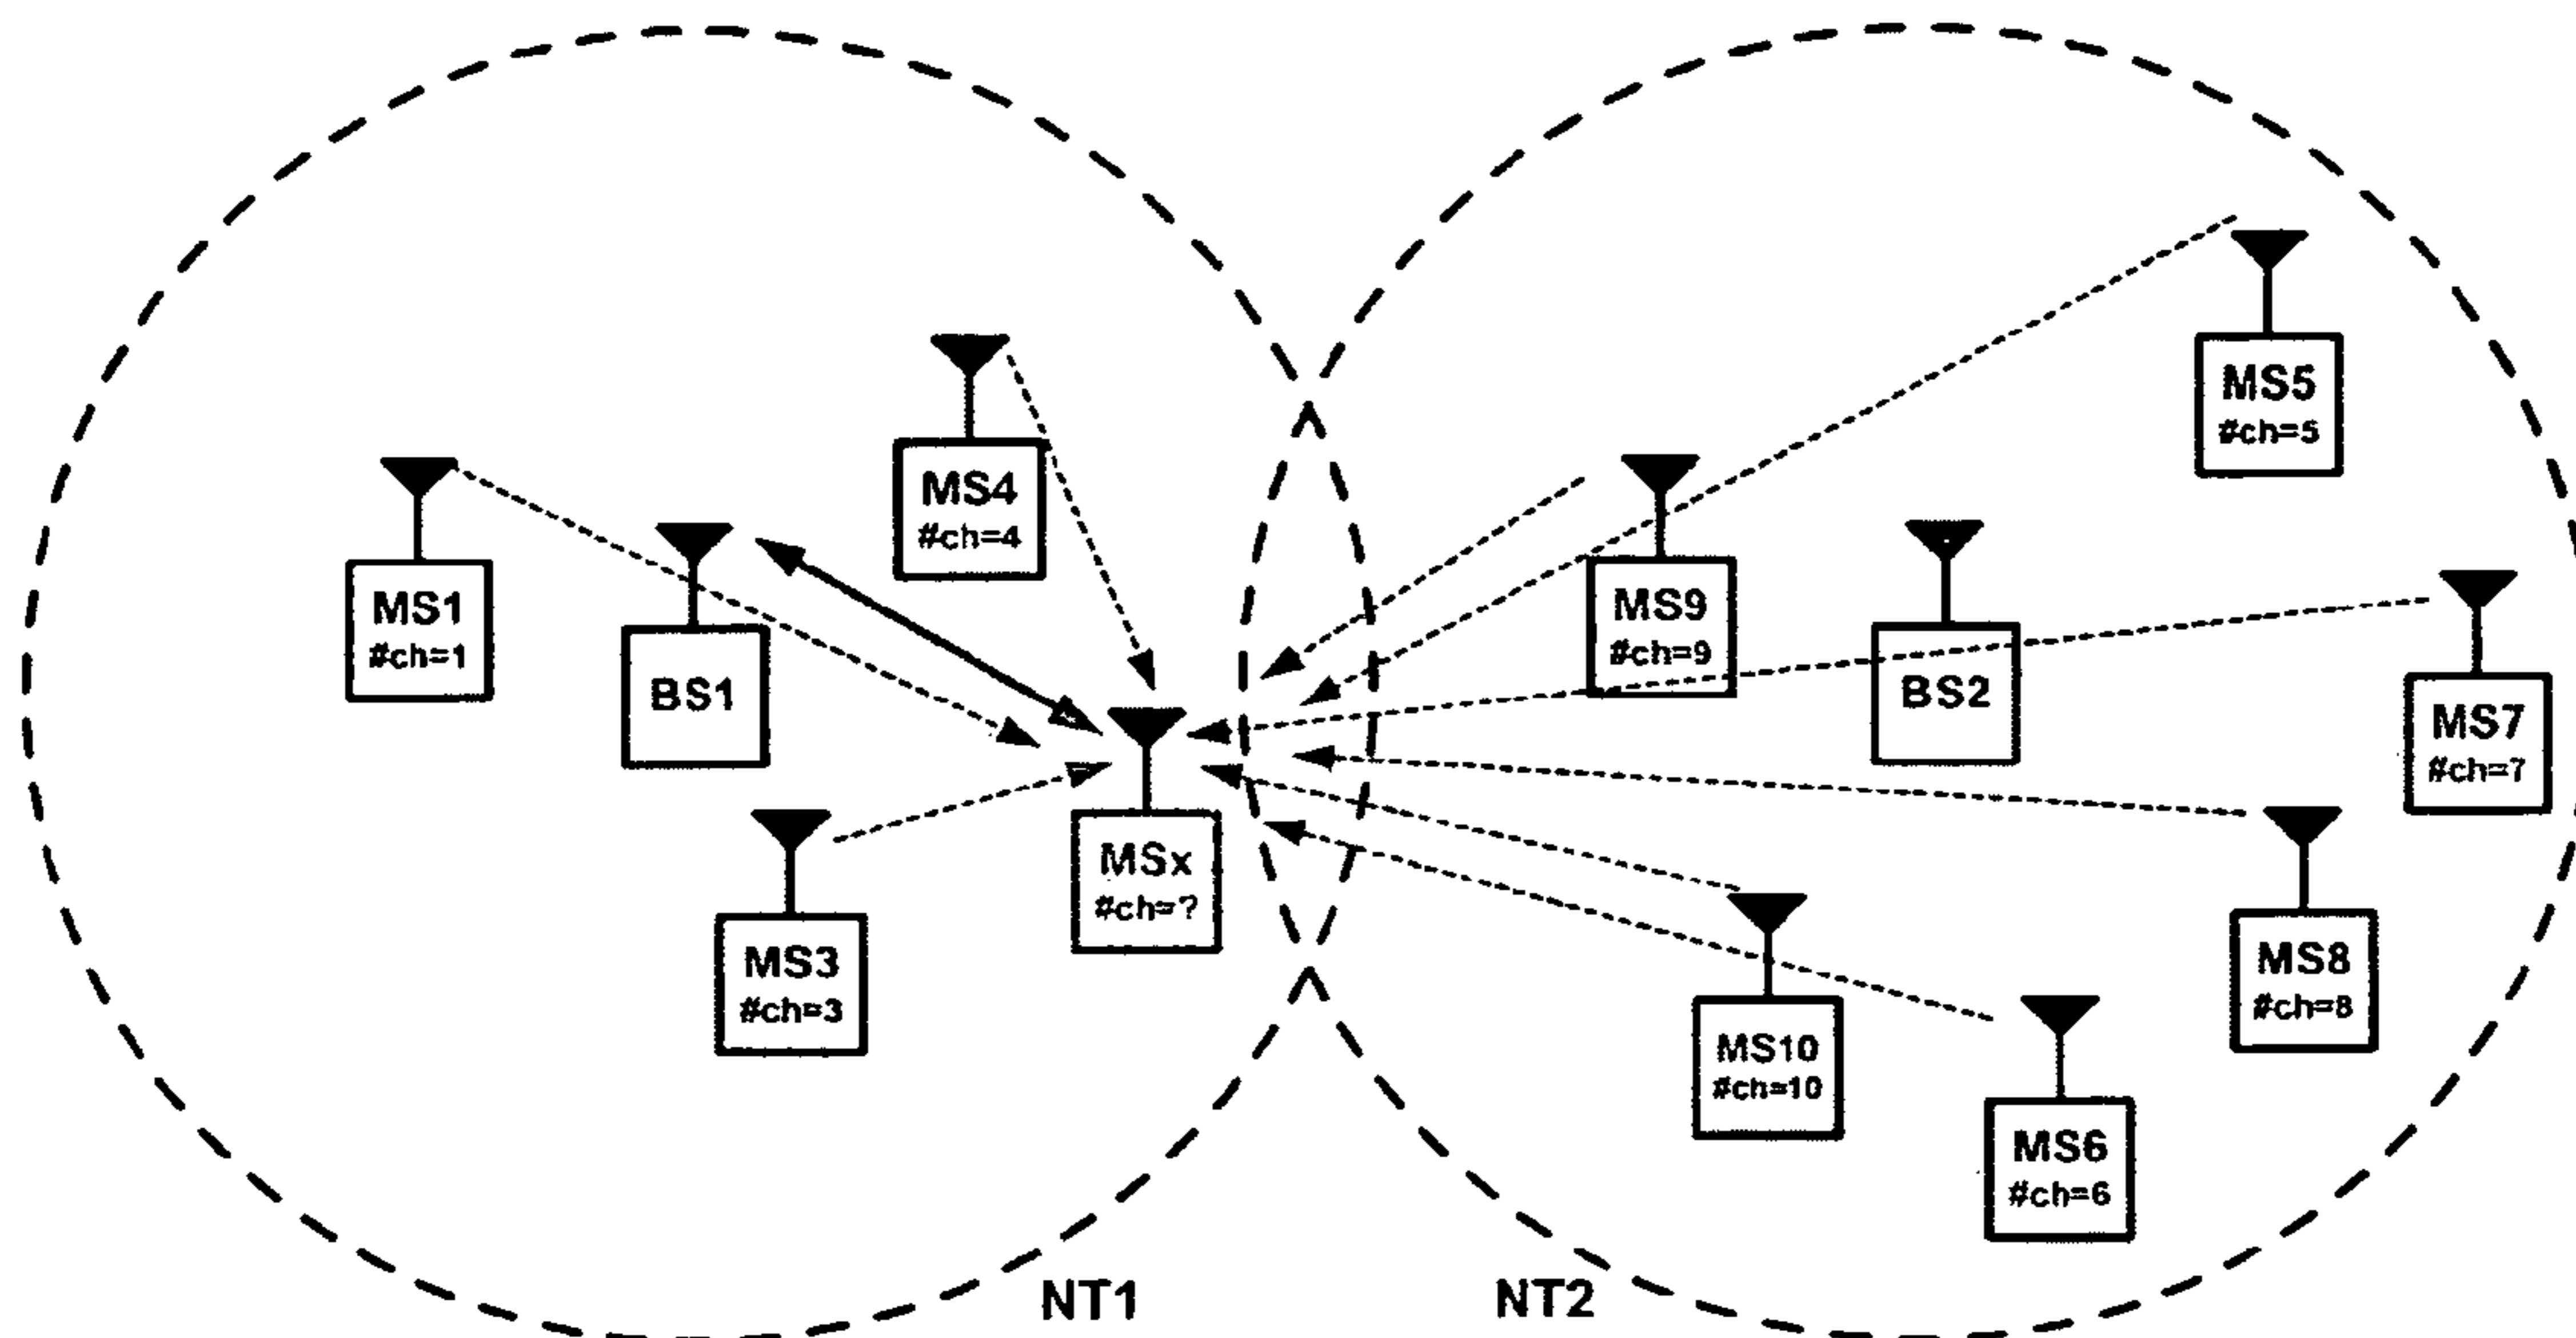 MS5
#ch=5
MS4
#ch=4
MS1
#ch=1
BS1
MS9
#ch=9
BS2
MS7
#ch=7
MSx
#ch=?
MS3
#ch=3
MS8
#ch=8
MS10
#ch=10
MS6
#ch=6
NT1
NT2